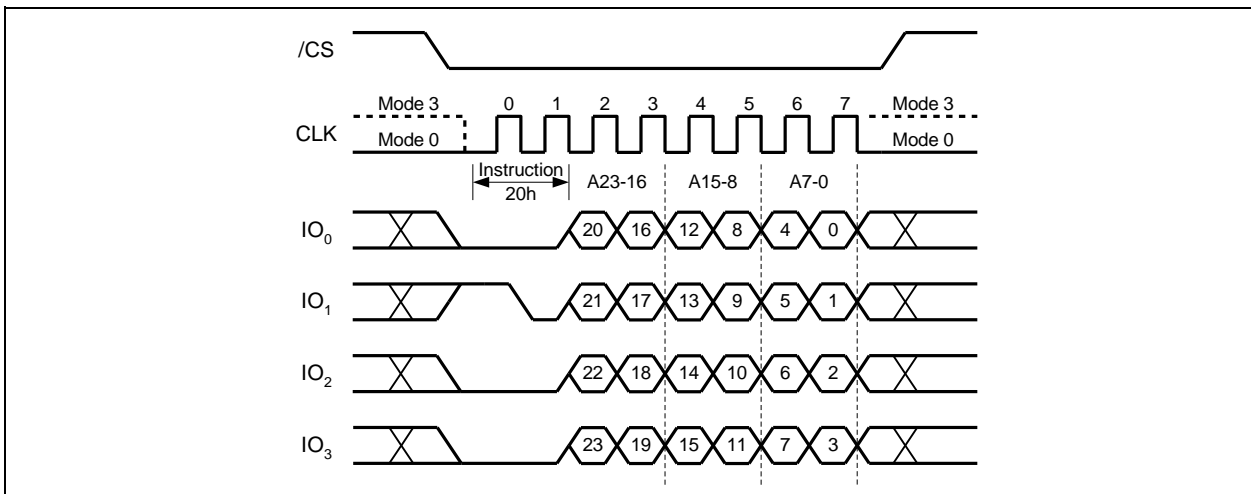 /CS
Mode 3 0 1 2 3 4 5 6 7 Mode 3
CLK
Mode 0 Mode 0
Instruction A23-16 A15-8 A7-0
20h
IO0 20 16 12 8 4 0
IO1 21 17 13 9 5 1
IO2 22 18 14 10 6 2
IO3 23 19 15 11 7 3